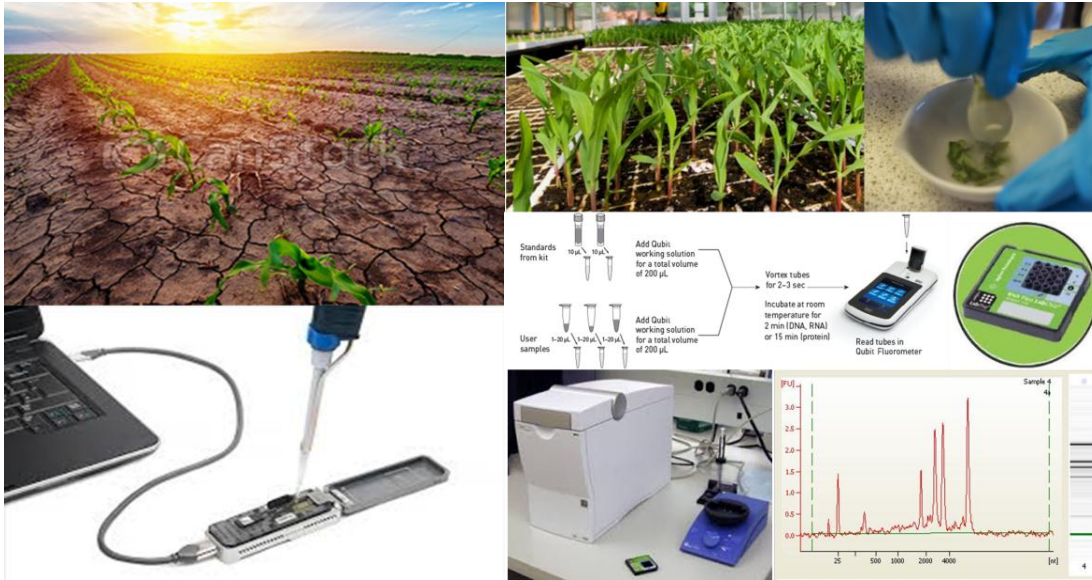 Standards
from kit
10 µL
10 µL
Add Qubit
working solution
for a total volume
of 200 µL
User
samples
1–20 µL
1–20 µL
1–20 µL
Add Qubit
working solution
for a total volume
of 200 µL
Vortex tubes
for 2–3 sec
Incubate at room
temperature for
2 min (DNA, RNA)
or 15 min (protein)
Read tubes in
Qubit Fluorometer
[FU]
Sample 4
3.0
2.5
2.0
1.5
1.0
0.5
0.0
25
500
1000
2000
4000
[nt]
4